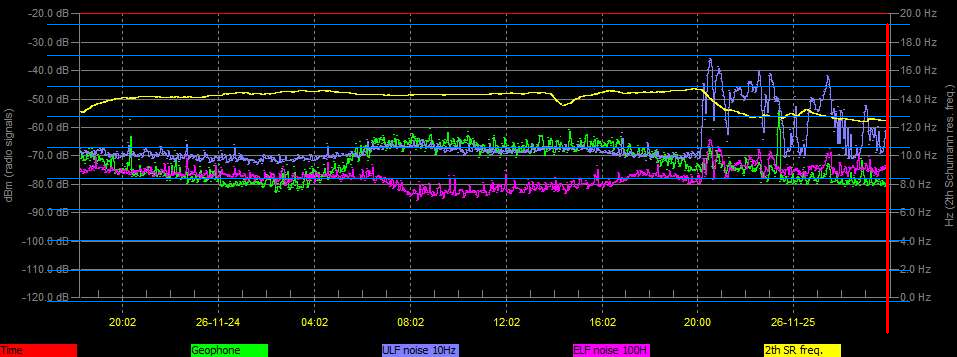 -20.0 dB 20.0 Hz
-30.0 dB 18.0 Hz
-40.0 dB 16.0 Hz
-50.0 dB 14.0 Hz
-60.0 dB 12.0 Hz
-70.0 dB 10.0 Hz
-80.0 dB 8.0 Hz
-90.0 dB 6.0 Hz
-100.0 dB 4.0 Hz
-110.0 dB 2.0 Hz
-120.0 dB 0.0 Hz
dBm (radio signals)
Hz (2th Schumann res. freq.)
20:02 26-11-24 04:02 08:02 12:02 16:02 20:00 26-11-25
Time Geophone ULF noise 10Hz ELF noise 100H 2th SR freq.